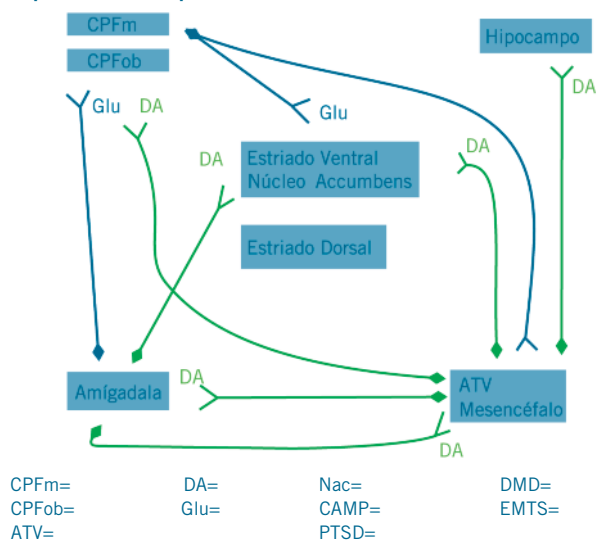 CPFm
CPFob
Hipocampo
Glu
DA
Glu
DA
DA
DA
Estriado Ventral
Núcleo Accumbens
Estriado Dorsal
Amígadala
DA
ATV
Mesencéfalo
DA
CPFm= DA= Nac= DMD=
CPFob= Glu= CAMP= EMTS=
ATV= PTSD=